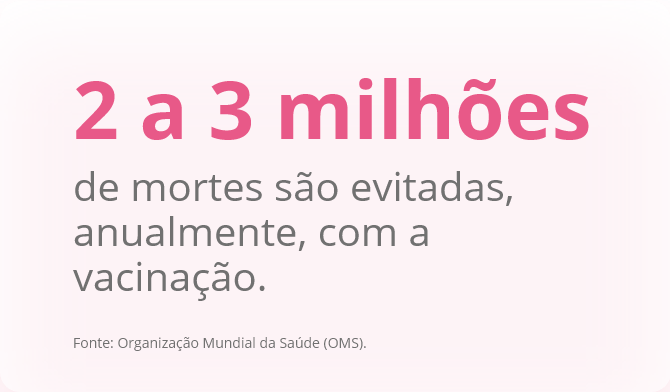 2 a 3 milhões
de mortes são evitadas,
anualmente, com a
vacinação.
Fonte: Organização Mundial da Saúde (OMS).